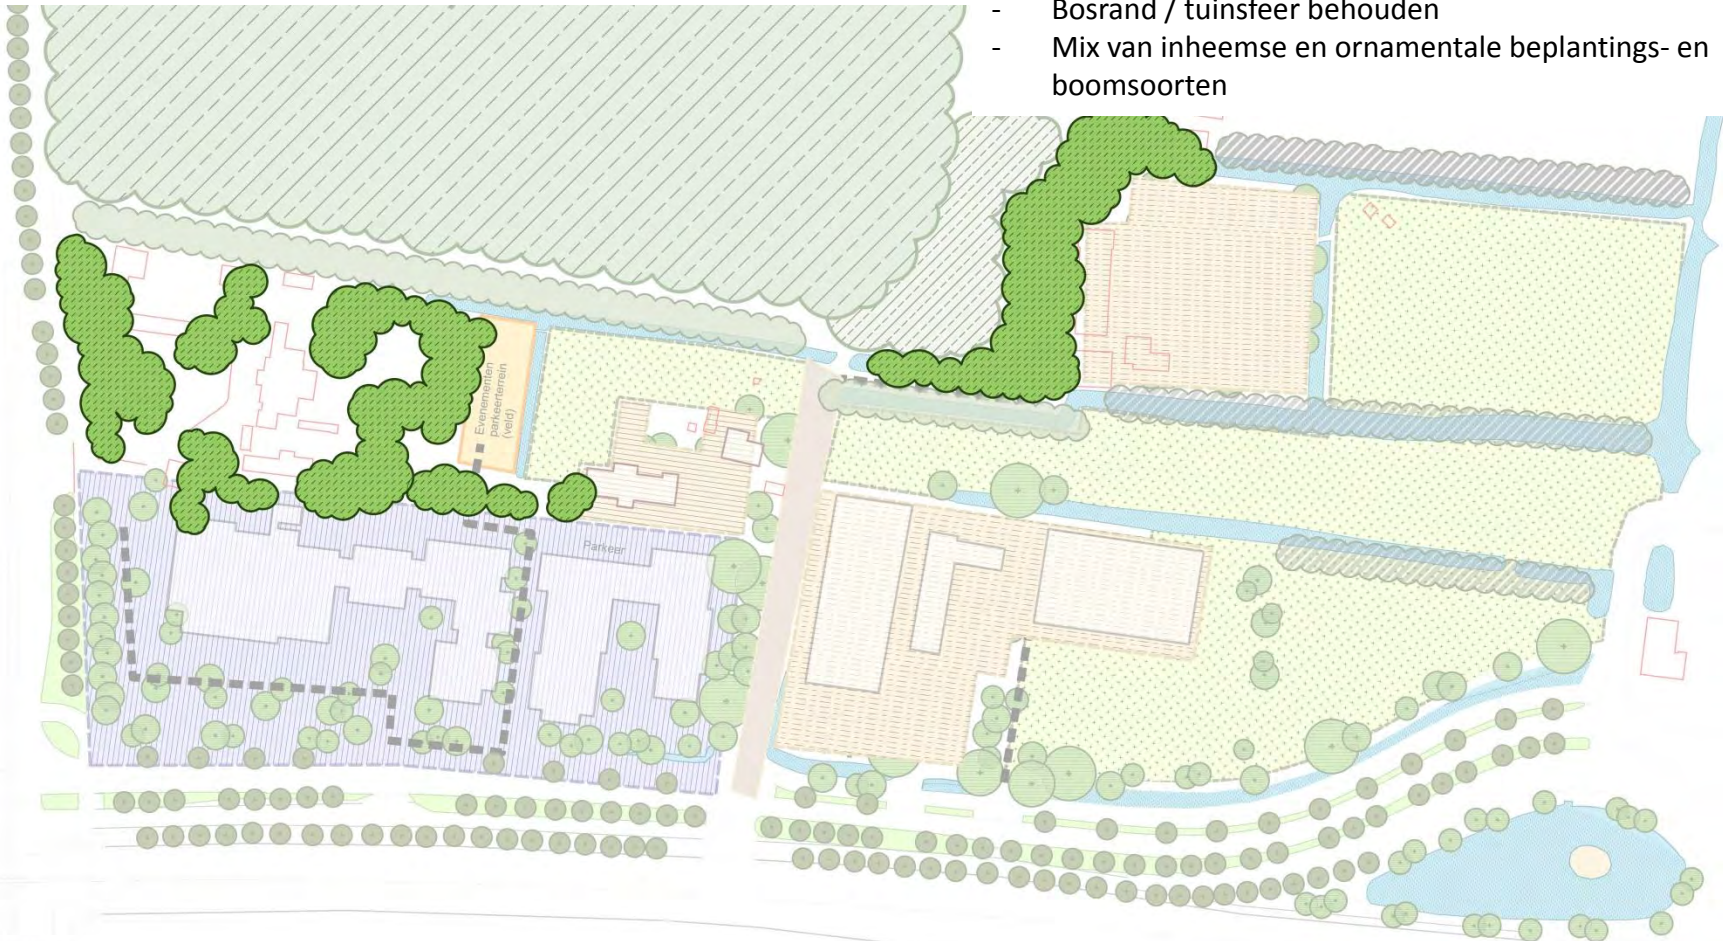 - Bosrand / tuinsfeer behouden
- Mix van inheemse en ornamentale beplantings- en
boomsoorten
Evenementen
parkeerterrein
(veld)
Parkeer